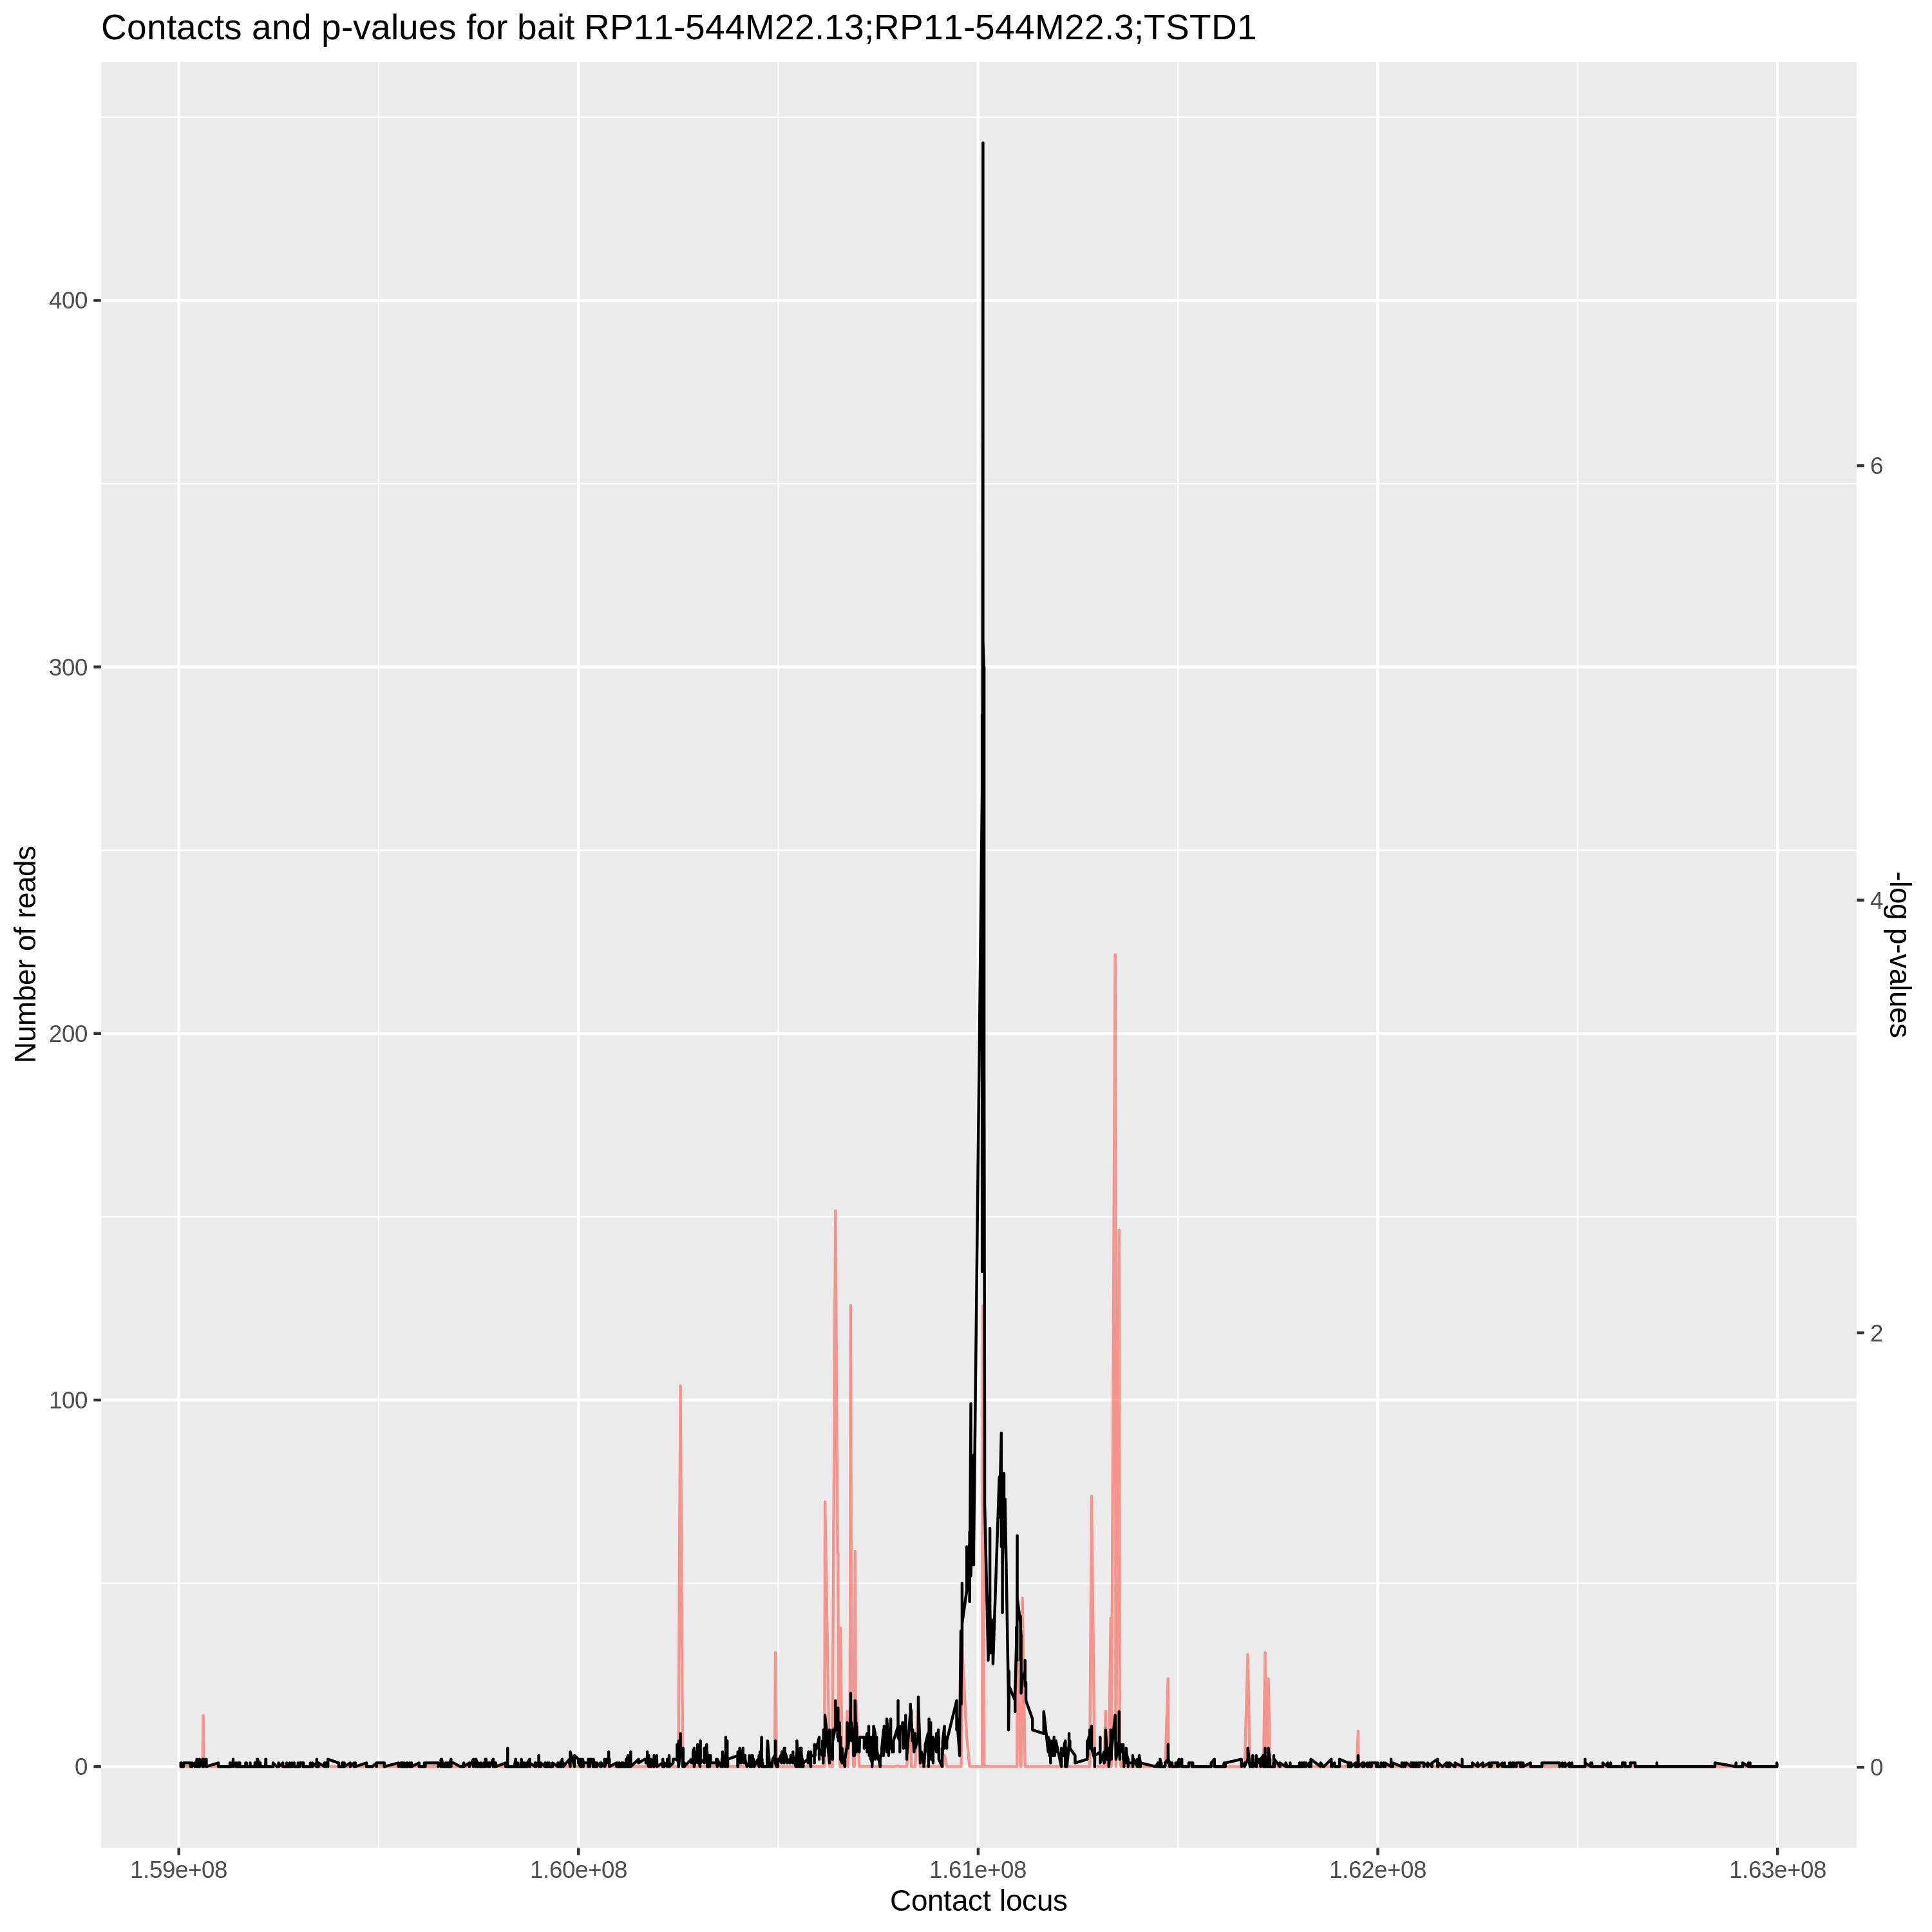 Contacts and p-values for bait RP11-544M22.13;RP11-544M22.3;TSTD1
400
300
200
100
0
Number of reads
6
4
2
0
-log p-values
1.59e+08
1.60e+08
1.61e+08
1.62e+08
1.63e+08
Contact locus